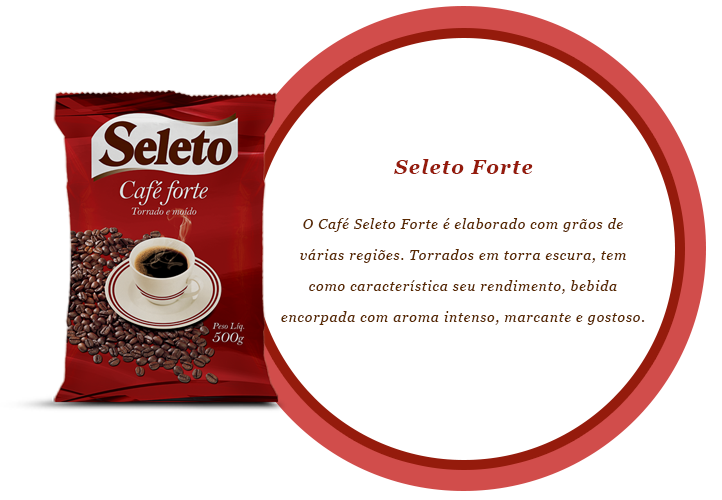 Seleto
Café forte
Torrado e moído
Peso Líq.
500g
Seleto Forte
O Café Seleto Forte é elaborado com grãos de
várias regiões. Torrados em torra escura, tem
como característica seu rendimento, bebida
encorpada com aroma intenso, marcante e gostoso.